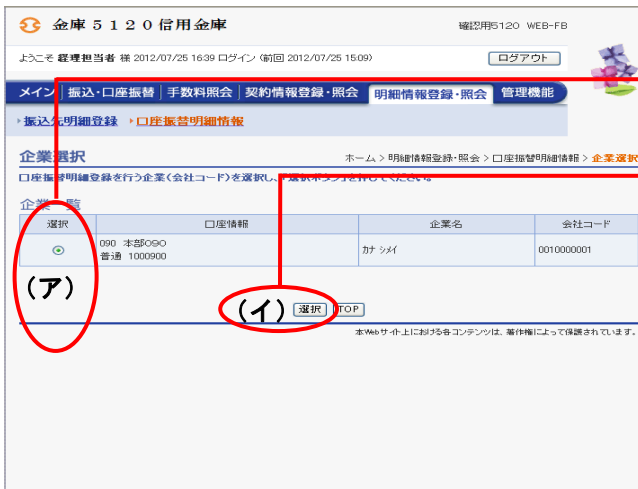 金庫５１２０信用金庫
確認用5120 WEB-FB
ようこそ 経理担当者 様 2012/07/25 16:39 ログイン (前回 2012/07/25 15:09)
ログアウト
メイン 振込・口座振替 手数料照会 契約情報登録・照会 明細情報登録・照会 管理機能
振込先明細登録 口座振替明細情報
企業選択
ホーム > 明細情報登録・照会 > 口座振替明細情報 > 企業選択
口座振替明細登録を行う企業(会社コード)を選択し、「選択ボタン」を押してください。
企業一覧
選択 口座情報 企業名 会社コード
090 本部090
普通 1000900
カナ シメイ
0010000001
(ア)
(イ) 選択 TOP
本Webサイト上における各コンテンツは、著作権によって保護されています。